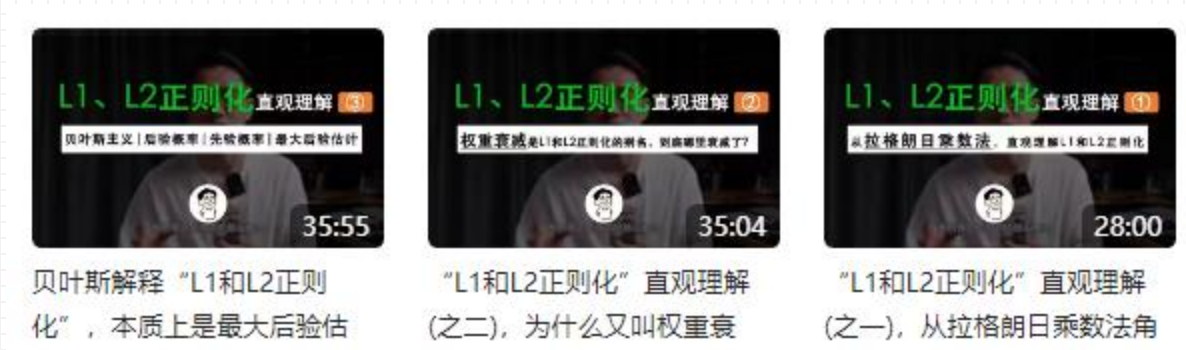 L1、L2正则化直观理解 ③
贝叶斯主义|后验概率|先验概率|最大后验估计
35:55
贝叶斯解释“L1和L2正则
化”，本质上是最大后验估
L1、L2正则化直观理解 ②
权重衰减是L1和L2正则化的别名，到底哪里衰减了?
35:04
“L1和L2正则化”直观理解
(之二)，为什么又叫权重衰
L1、L2正则化直观理解 ①
从拉格朗日乘数法，直观理解L1和L2正则化
28:00
“L1和L2正则化”直观理解
(之一)，从拉格朗日乘数法角